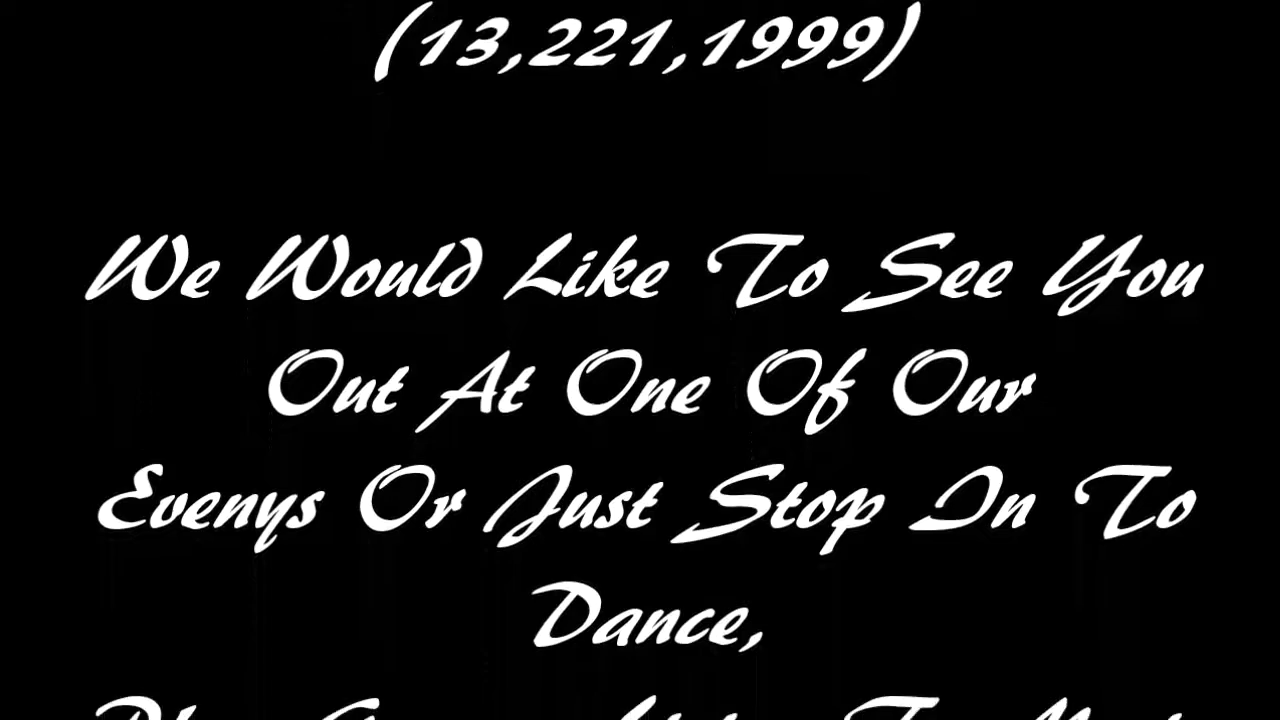 (13,221,1999)
We Would Like To See You
Out At One Of Our
Evenys Or Just Stop In To
Dance,